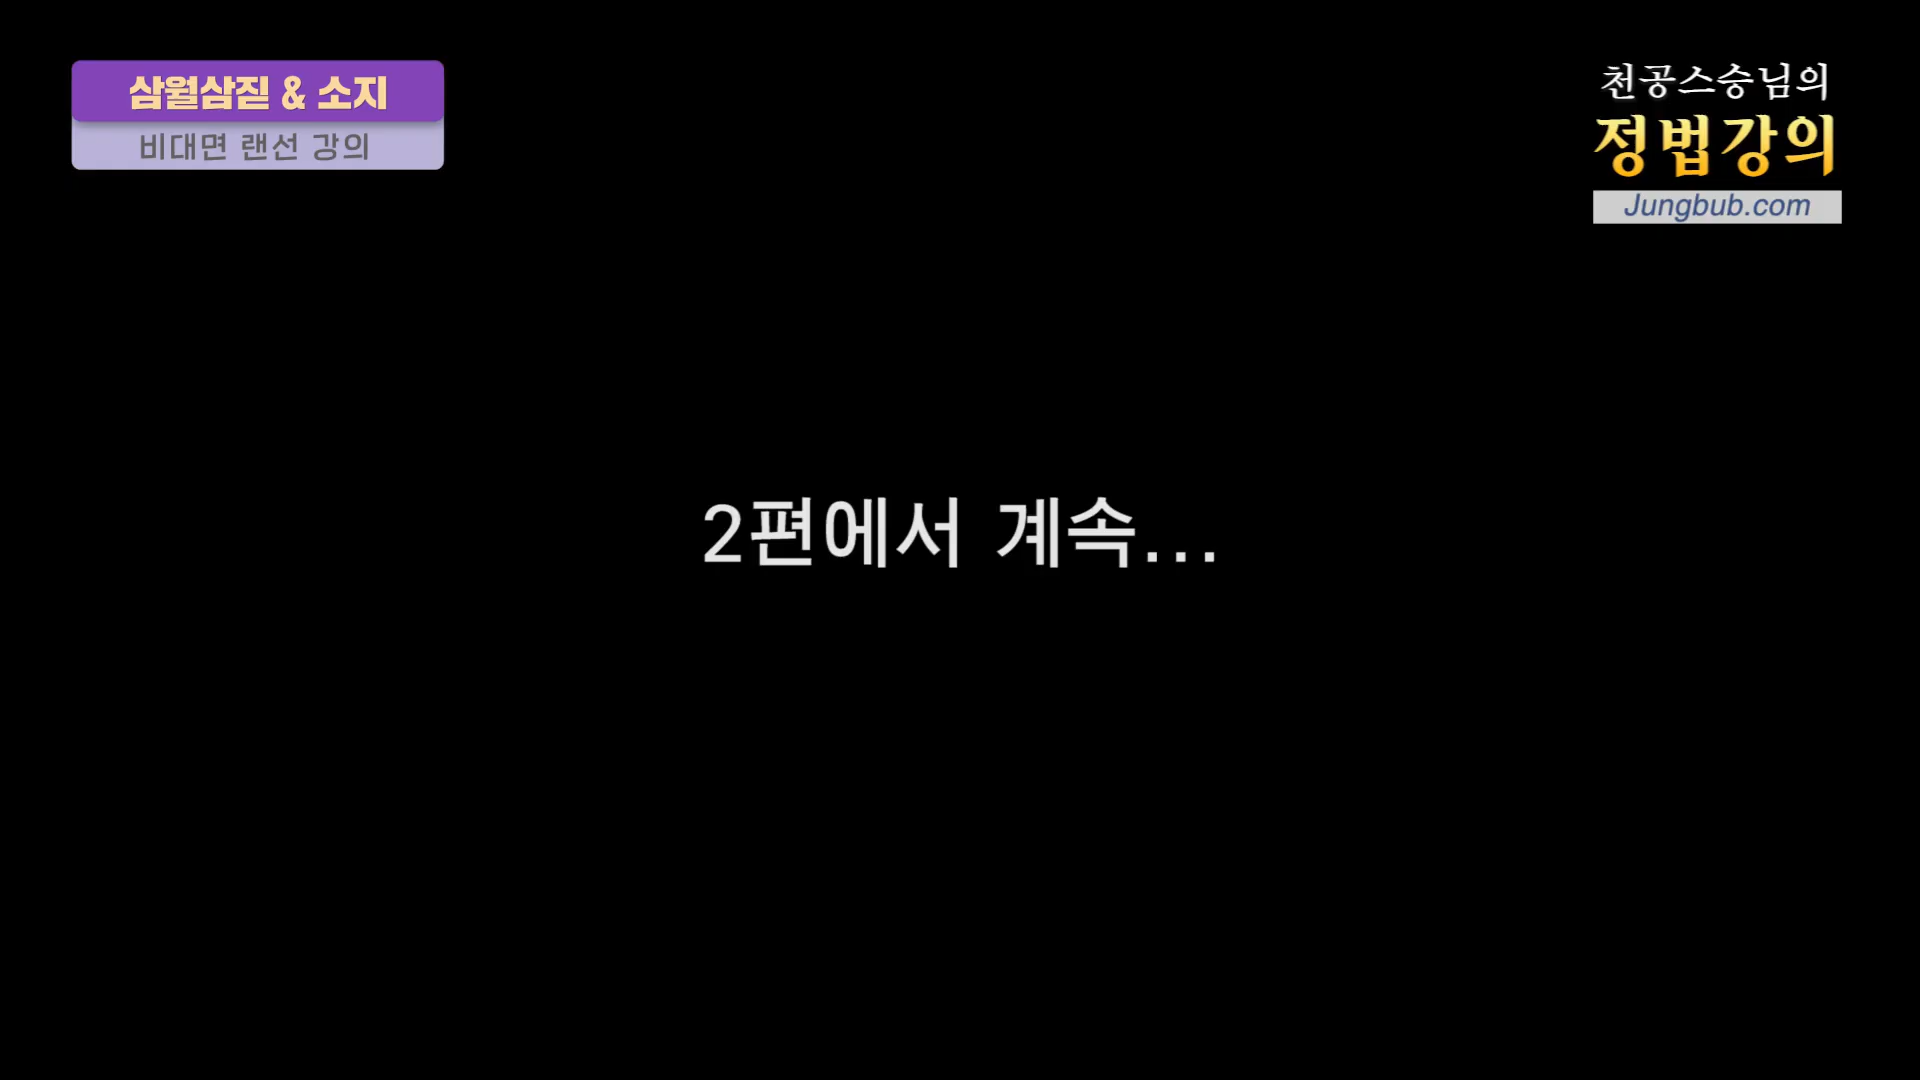 삼월삼짇 & 소지
비대면 랜선 강의
천공스승님의
정법강의
Jungbub.com
2편에서 계속...